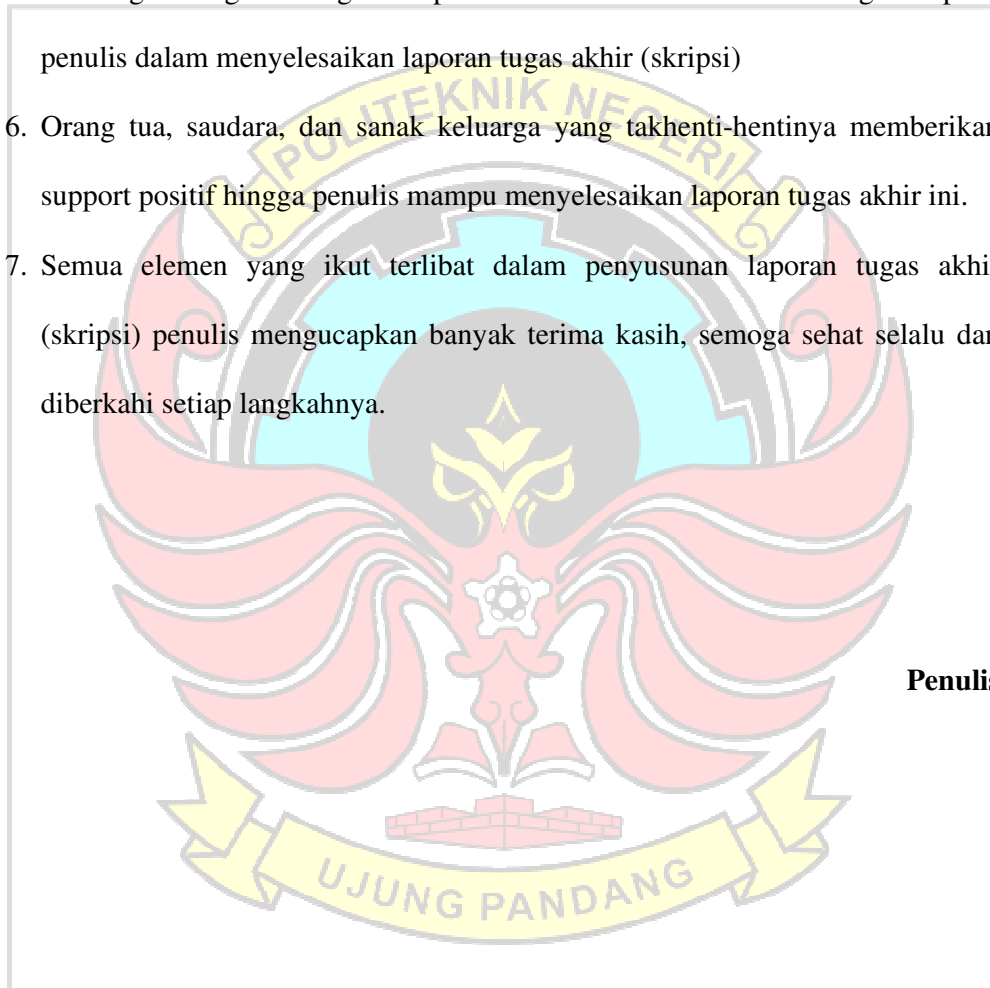 penulis dalam menyelesaikan laporan tugas akhir (skripsi)
6. Orang tua, saudara, dan sanak keluarga yang takhenti-hentinya memberikan
support positif hingga penulis mampu menyelesaikan laporan tugas akhir ini.
7. Semua elemen yang ikut terlibat dalam penyusunan laporan tugas akhir
(skripsi) penulis mengucapkan banyak terima kasih, semoga sehat selalu dan
diberkahi setiap langkahnya.
Penulis
POLITEKNIK NEGERI
UJUNG PANDANG